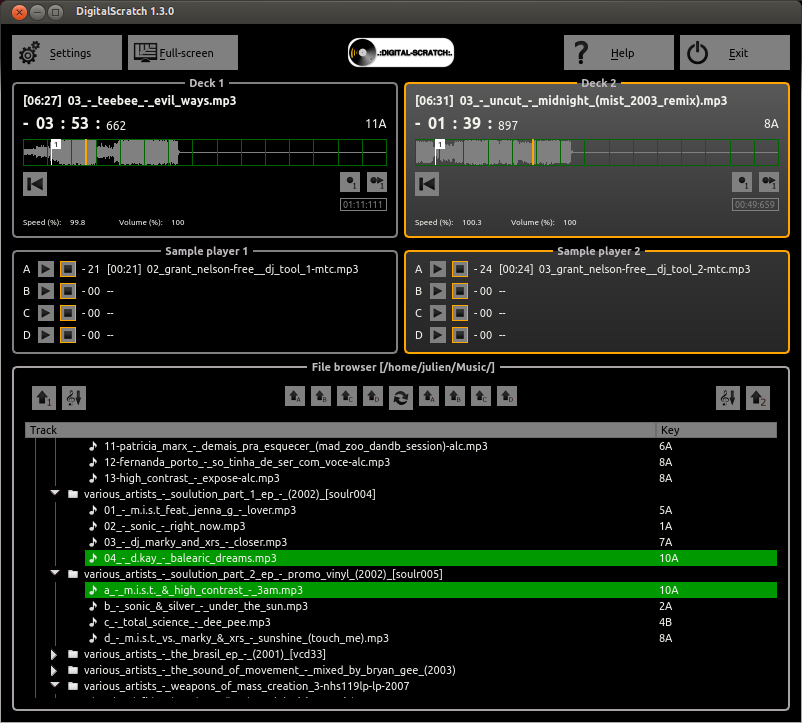 DigitalScratch 1.3.0
Settings
Full-screen
.:DIGITAL-SCRATCH:.
Help
Exit
Deck 1
[06:27] 03_-_teebee_-_evil_ways.mp3
- 03 : 53 : 662
11A
1
1
1
01:11:111
Speed (%): 99.8 Volume (%): 100
Deck 2
[06:31] 03_-_uncut_-_midnight_(mist_2003_remix).mp3
- 01 : 39 : 897
8A
1
1
1
00:49:659
Speed (%): 100.3 Volume (%): 100
Sample player 1
A - 21 [00:21] 02_grant_nelson-free__dj_tool_1-mtc.mp3
B - 00 --
C - 00 --
D - 00 --
Sample player 2
A - 24 [00:24] 03_grant_nelson-free__dj_tool_2-mtc.mp3
B - 00 --
C - 00 --
D - 00 --
File browser [/home/julien/Music/]
1 A B C D A B C D 2
Track Key
11-patricia_marx_-_demais_pra_esquecer_(mad_zoo_dandb_session)-alc.mp3 6A
12-fernanda_porto_-_so_tinha_de_ser_com_voce-alc.mp3 8A
13-high_contrast_-_expose-alc.mp3 8A
various_artists_-_soulution_part_1_ep_-_(2002)_[soulr004]
01_-_m.i.s.t_feat._jenna_g_-_lover.mp3 5A
02_-_sonic_-_right_now.mp3 1A
03_-_dj_marky_and_xrs_-_closer.mp3 7A
04_-_d.kay_-_balearic_dreams.mp3 10A
various_artists_-_soulution_part_2_ep_-_promo_vinyl_(2002)_[soulr005]
a_-_m.i.s.t._&_high_contrast_-_3am.mp3 10A
b_-_sonic_&_silver_-_under_the_sun.mp3 2A
c_-_total_science_-_dee_pee.mp3 4B
d_-_m.i.s.t._vs._marky_&_xrs_-_sunshine_(touch_me).mp3 8A
various_artists_-_the_brasil_ep_-_(2001)_[vcd33]
various_artists_-_the_sound_of_movement_-_mixed_by_bryan_gee_(2003)
various_artists_-_weapons_of_mass_creation_3-nhs119lp-lp-2007